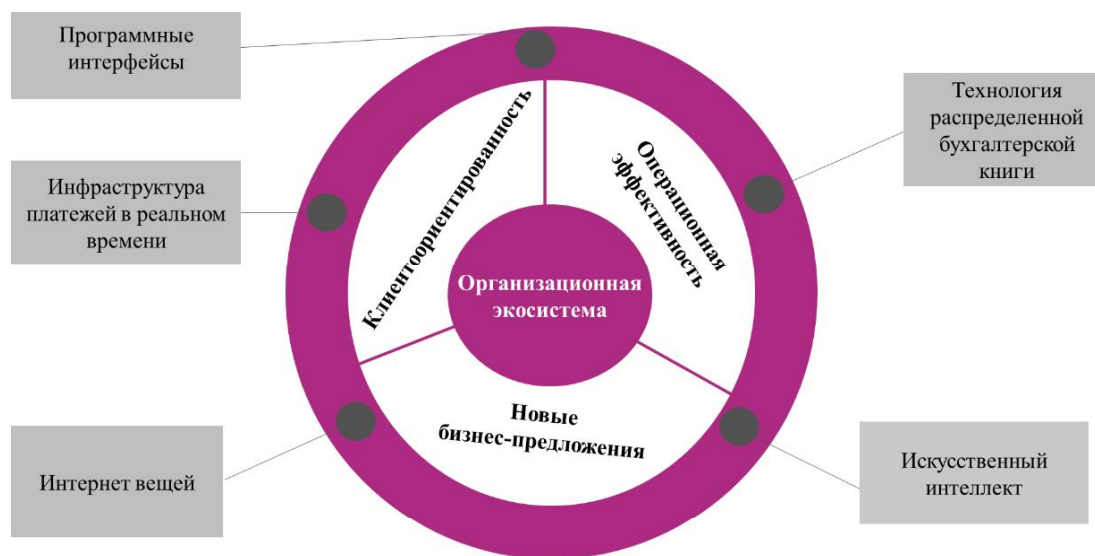 Программные
интерфейсы
Технология
распределенной
бухгалтерской
книги
Инфраструктура
платежей в реальном
времени
Клиентоориентированность
Операционная
эффективность
Организационная
экосистема
Новые
бизнес-предложения
Интернет вещей
Искусственный
интеллект